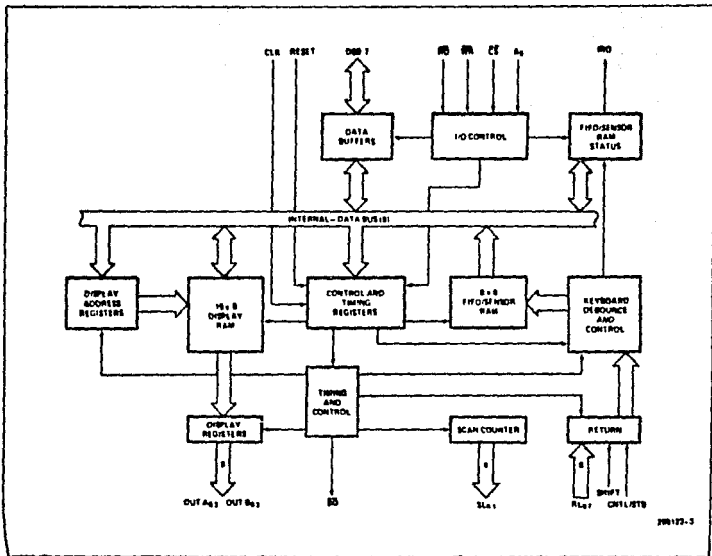 CLK RESET DB0-7 RD WR CS A0 IRQ
DATA BUFFERS
I/O CONTROL
FIFO/SENSOR RAM STATUS
INTERNAL-DATA BUS (8)
DISPLAY ADDRESS REGISTERS
16 x 8 DISPLAY RAM
CONTROL AND TIMING REGISTERS
8 x 8 FIFO/SENSOR RAM
KEYBOARD DEBOUNCE AND CONTROL
TIMING AND CONTROL
DISPLAY REGISTERS
SCAN COUNTER
RETURN
8
OUT A0-3 OUT B0-3
BD
SL0-3
RL0-7
SHIFT
CNTL/STB
290123-3